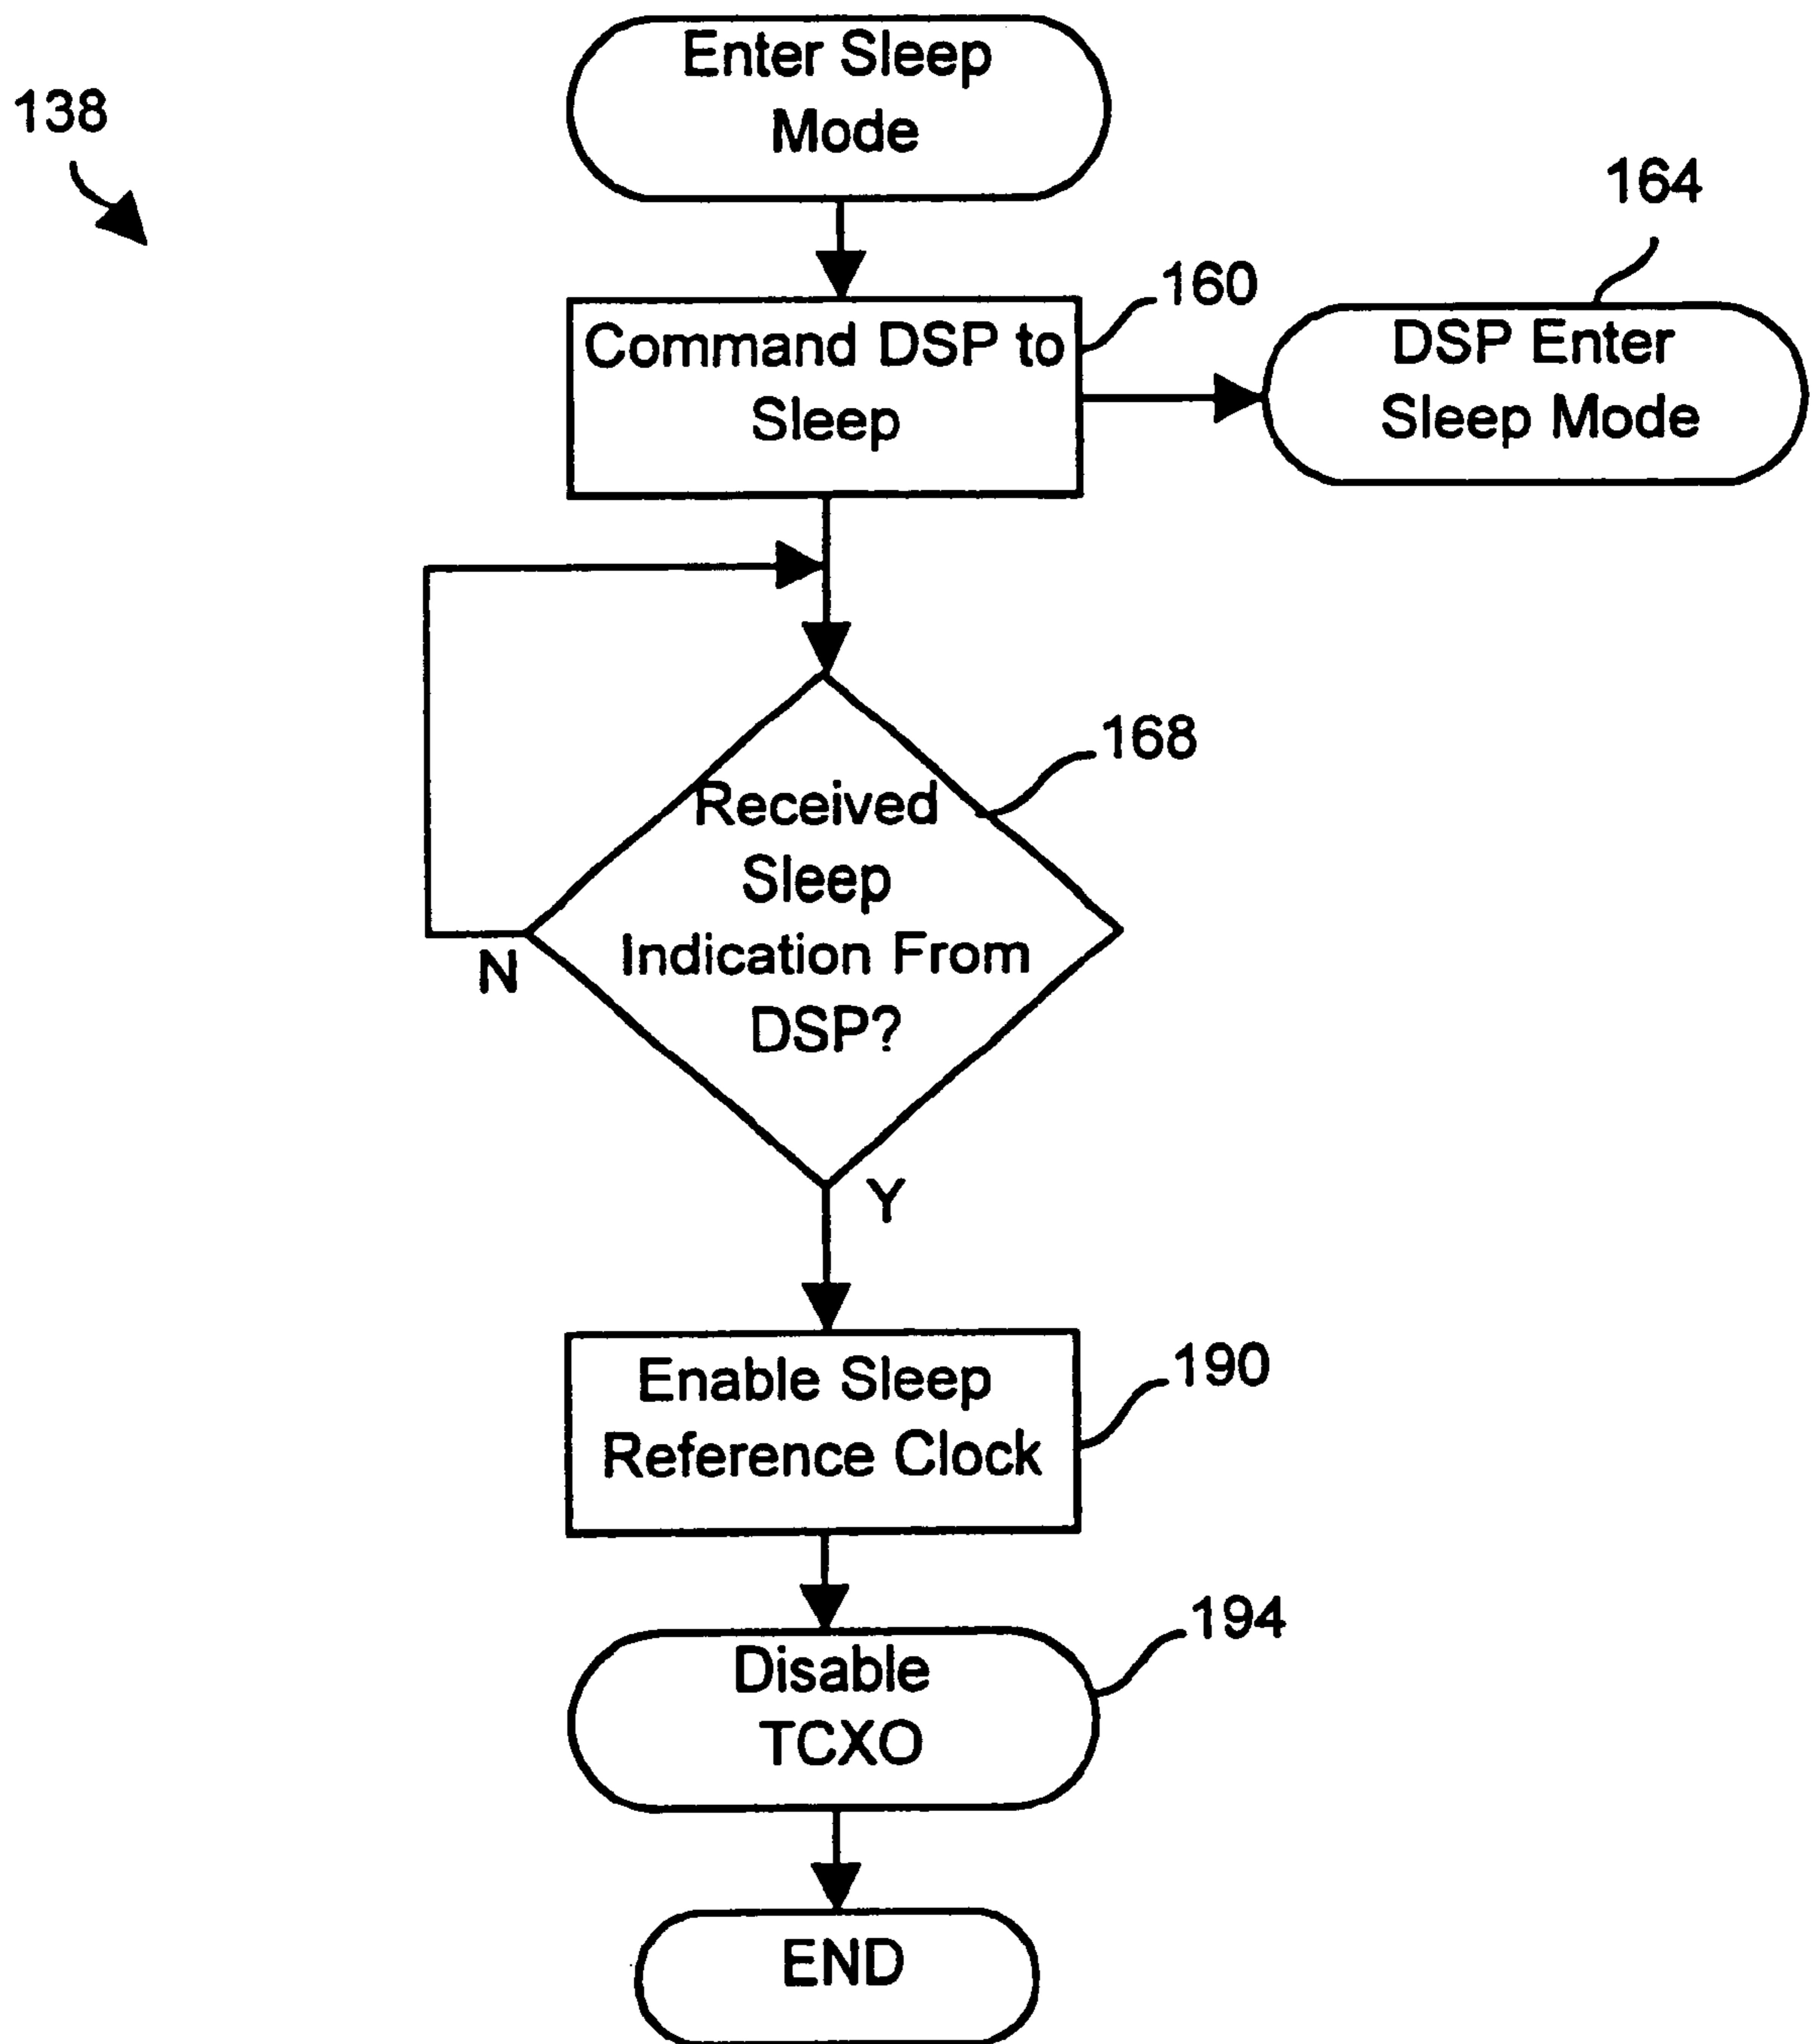 Enter Sleep
Mode
138
164
160
Command DSP to
Sleep
DSP Enter
Sleep Mode
168
Received
Sleep
Indication From
DSP?
N
Y
190
Enable Sleep
Reference Clock
194
Disable
TCXO
END